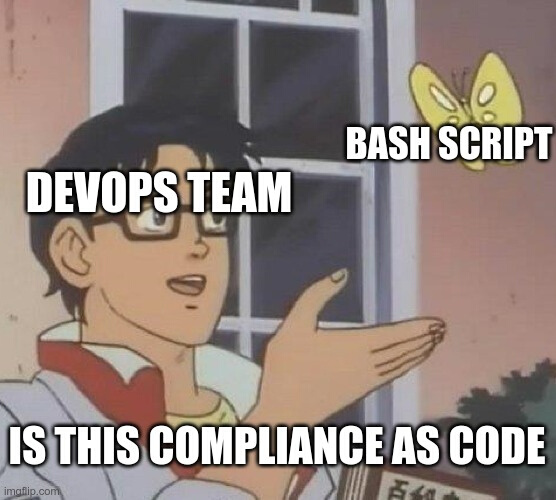 BASH SCRIPT
DEVOPS TEAM
IS THIS COMPLIANCE AS CODE
imgflip.com